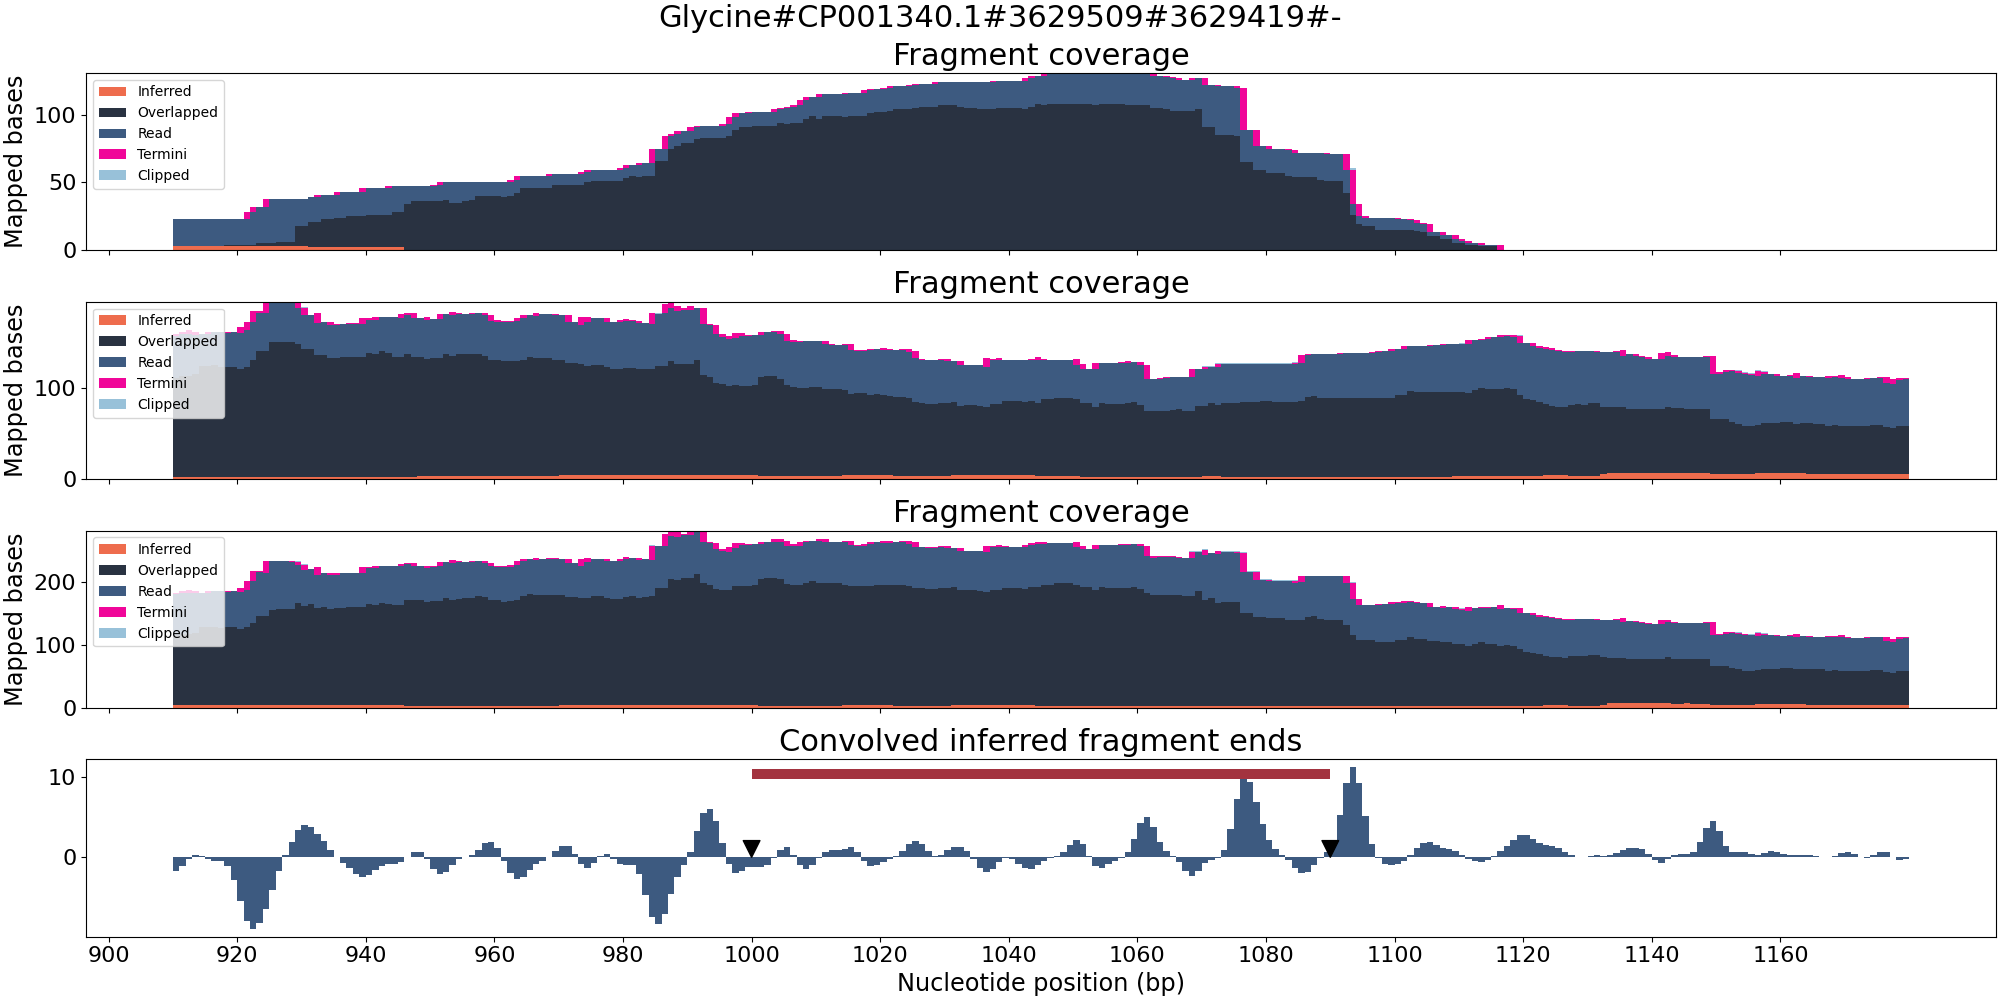 Glycine#CP001340.1#3629509#3629419#-
Fragment coverage
Mapped bases
100
50
0
Inferred
Overlapped
Read
Termini
Clipped
Fragment coverage
Mapped bases
100
0
Inferred
Overlapped
Read
Termini
Clipped
Fragment coverage
Mapped bases
200
100
0
Inferred
Overlapped
Read
Termini
Clipped
Convolved inferred fragment ends
10
0
900 920 940 960 980 1000 1020 1040 1060 1080 1100 1120 1140 1160
Nucleotide position (bp)